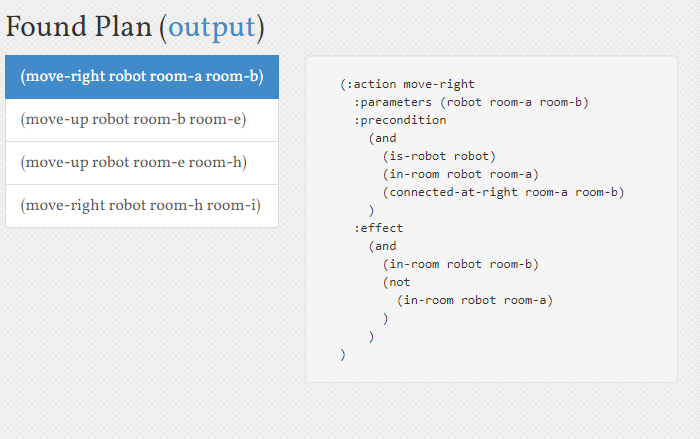 Found Plan (output)
(move-right robot room-a room-b)
(move-up robot room-b room-e)
(move-up robot room-e room-h)
(move-right robot room-h room-i)
(:action move-right
  :parameters (robot room-a room-b)
  :precondition
    (and
      (is-robot robot)
      (in-room robot room-a)
      (connected-at-right room-a room-b)
    )
  :effect
    (and
      (in-room robot room-b)
      (not
        (in-room robot room-a)
      )
    )
)